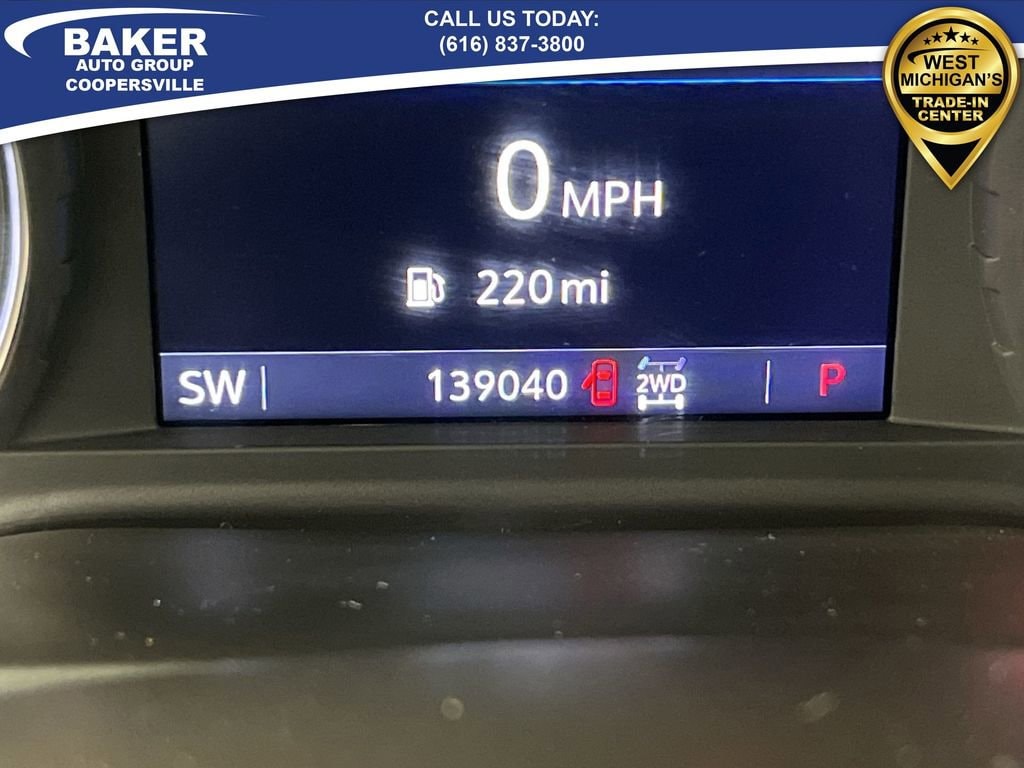 BAKER
AUTO GROUP
COOPERSVILLE
CALL US TODAY:
(616) 837-3800
WEST
MICHIGAN'S
TRADE-IN
CENTER
0 MPH
220 mi
SW 139040 2WD P